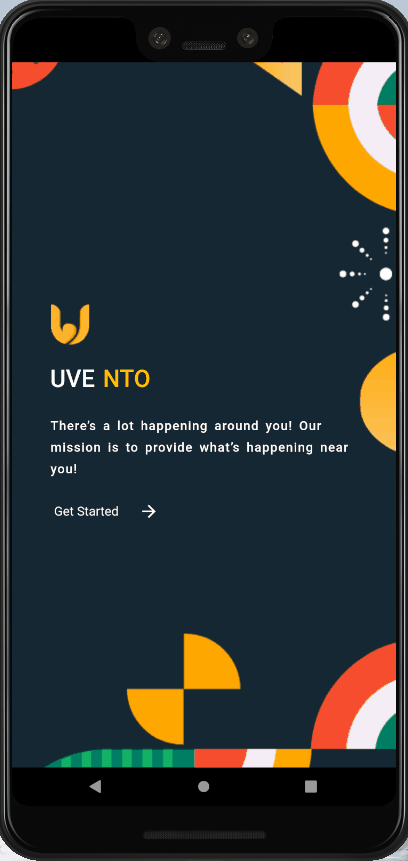 UVE NTO
There's a lot happening around you! Our
mission is to provide what's happening near
you!
Get Started